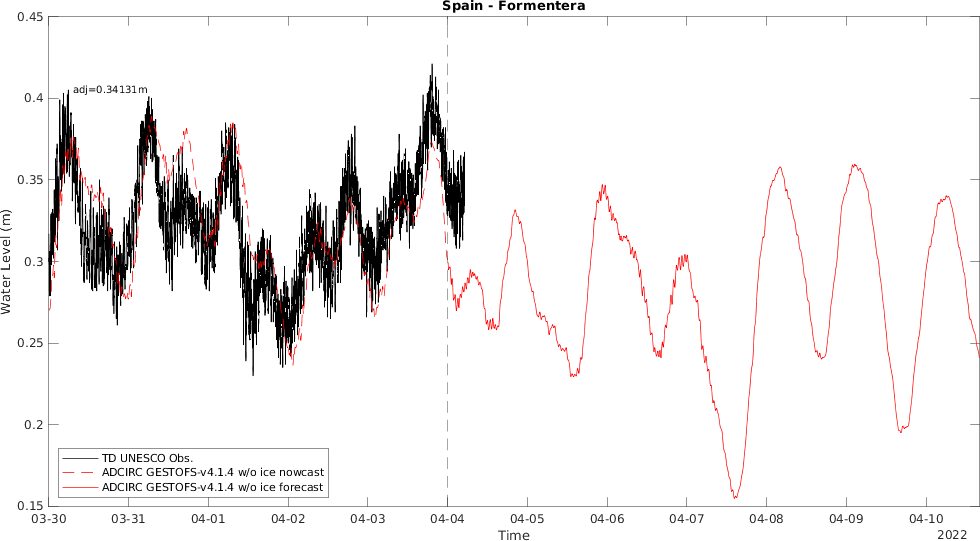 Spain - Formentera
0.45
0.4
0.35
0.3
0.25
0.2
0.15
Water Level (m)
adj=0.34131m
TD UNESCO Obs.
ADCIRC GESTOFS-v4.1.4 w/o ice nowcast
ADCIRC GESTOFS-v4.1.4 w/o ice forecast
03-30 03-31 04-01 04-02 04-03 04-04 04-05 04-06 04-07 04-08 04-09 04-10
Time
2022